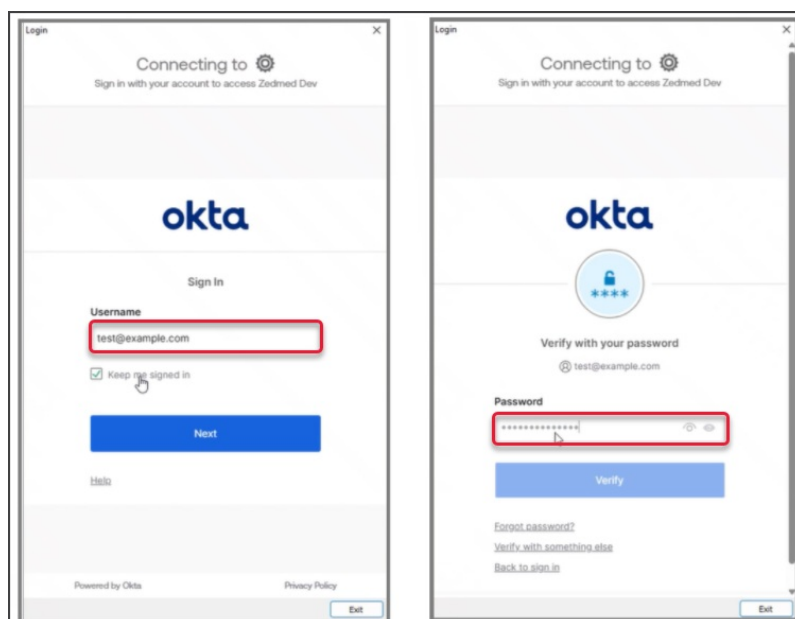 Login
Connecting to
Sign in with your account to access Zedmed Dev
okta
Sign In
Username
test@example.com
Keep me signed in
Next
Help
Powered by Okta
Privacy Policy
Exit
Login
Connecting to
Sign in with your account to access Zedmed Dev
okta
****
Verify with your password
test@example.com
Password
••••••••••••••
Verify
Forgot password?
Verify with something else
Back to sign in
Exit